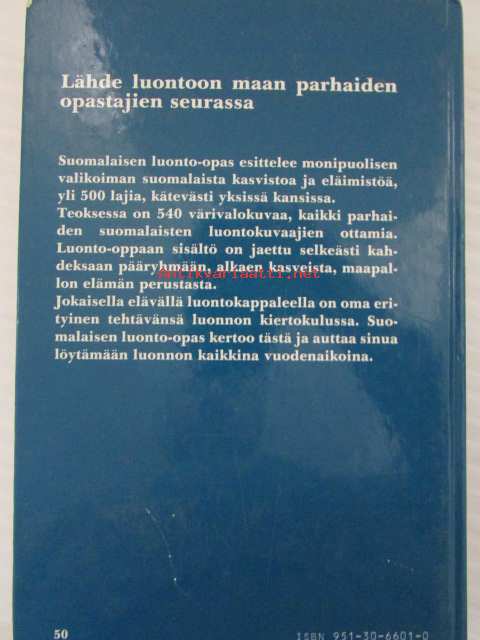 Lähde luontoon maan parhaiden
opastajien seurassa
Suomalaisen luonto-opas esittelee monipuolisen
valikoiman suomalaista kasvistoa ja eläimistöä,
yli 500 lajia, kätevästi yksissä kansissa.
Teoksessa on 540 värivalokuvaa, kaikki parhai-
den suomalaisten luontokuvaajien ottamia.
Luonto-oppaan sisältö on jaettu selkeästi kah-
deksaan pääryhmään, alkaen kasveista, maapal-
antikvariaatti.net
lon elämän perustasta.
Jokaisella elävällä luontokappaleella on oma eri-
tyinen tehtävänsä luonnon kiertokulussa. Suo-
malaisen luonto-opas kertoo tästä ja auttaa sinua
löytämään luonnon kaikkina vuodenaikoina.
50
ISBN 951-30-6601-0